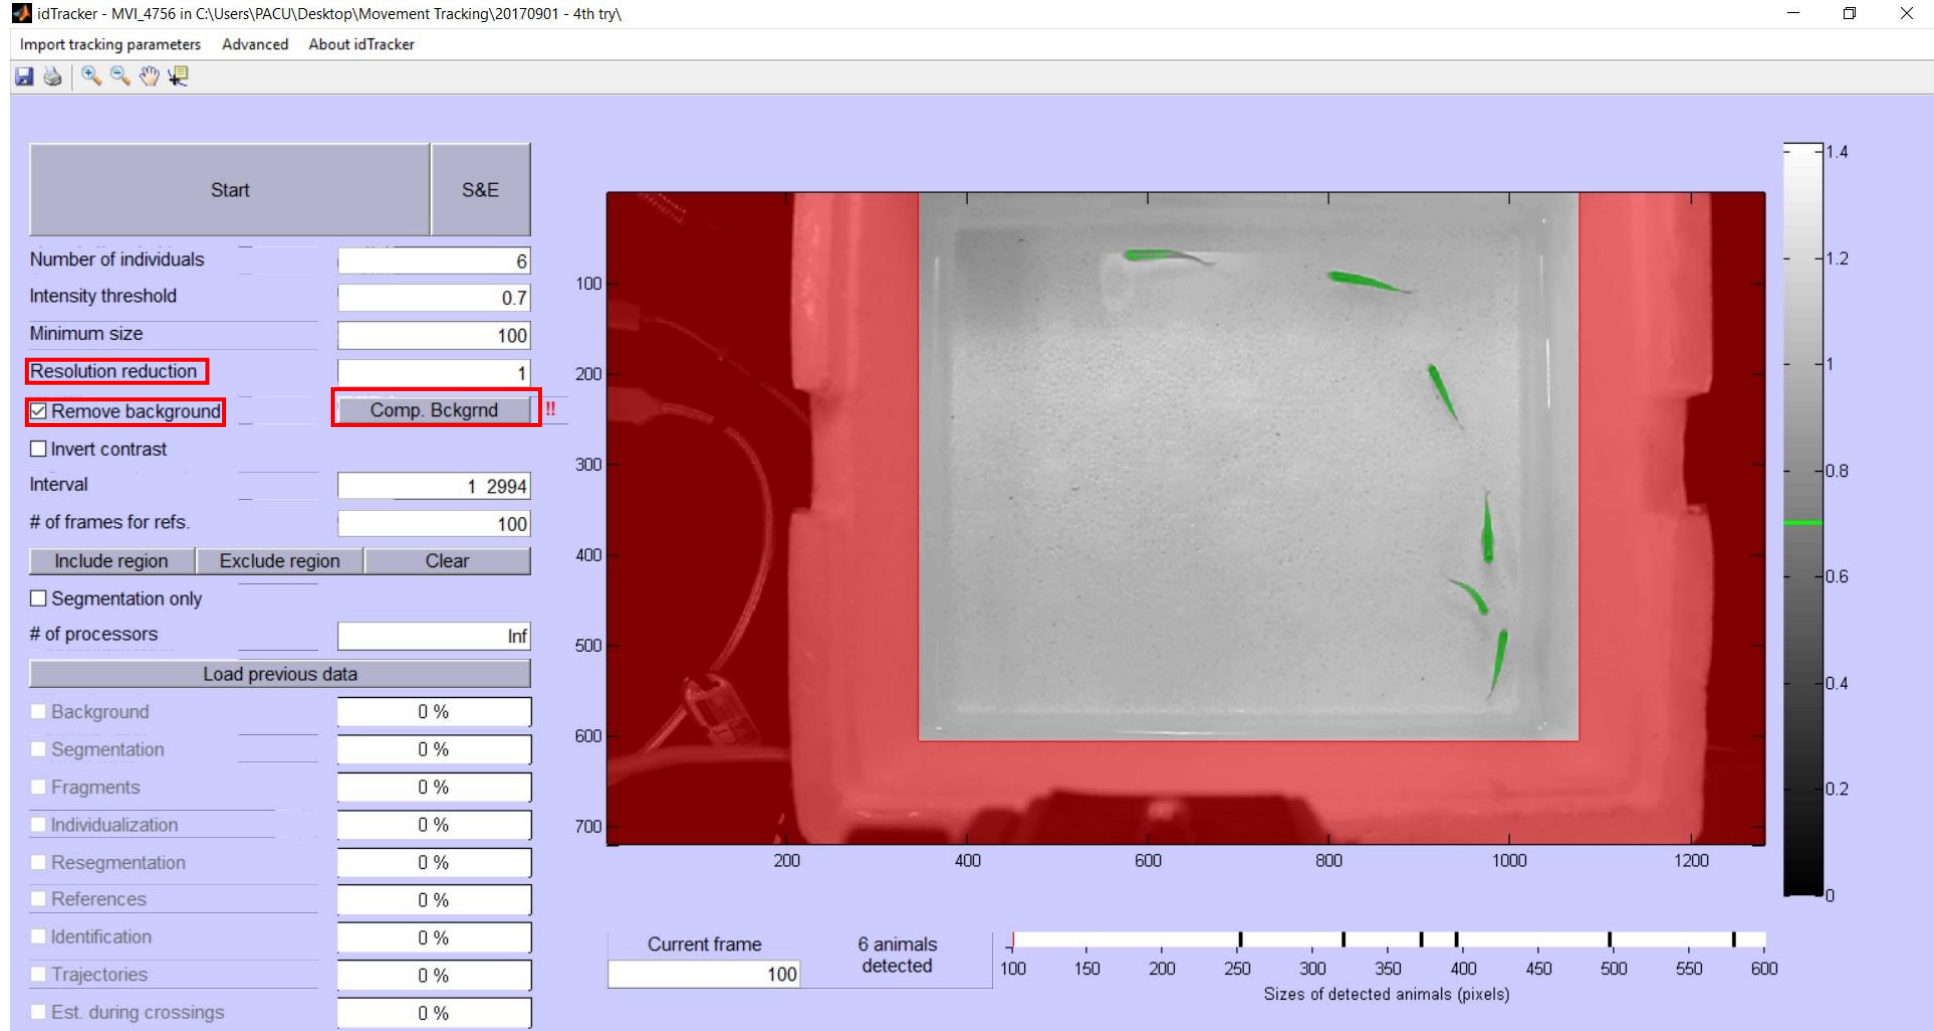 idTracker - MVI_4756 in C:\Users\PACU\Desktop\Movement Tracking\20170901 - 4th try\
Import tracking parameters Advanced About idTracker
Start S&E
Number of individuals 6
Intensity threshold 0.7
Minimum size 100
Resolution reduction 1
Remove background Comp. Bckgrnd !!
Invert contrast
Interval 1 2994
# of frames for refs. 100
Include region Exclude region Clear
Segmentation only
# of processors Inf
Load previous data
Background 0 %
Segmentation 0 %
Fragments 0 %
Individualization 0 %
Resegmentation 0 %
References 0 %
Identification 0 %
Trajectories 0 %
Est. during crossings 0 %
100
200
300
400
500
600
700
200 400 600 800 1000 1200
1.4
1.2
1
0.8
0.6
0.4
0.2
0
Current frame
100
6 animals
detected
100 150 200 250 300 350 400 450 500 550 600
Sizes of detected animals (pixels)